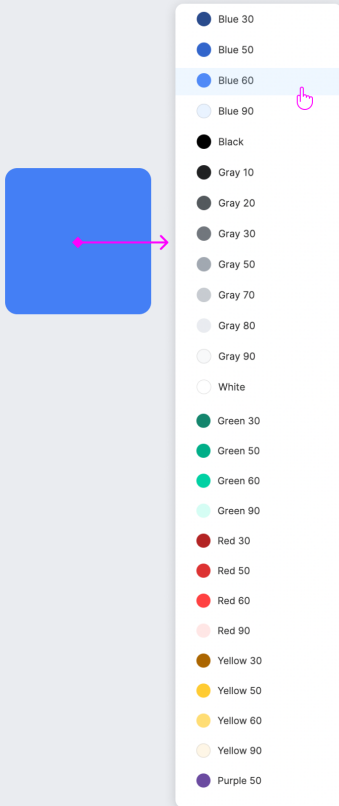 Blue 30
Blue 50
Blue 60
Blue 90
Black
Gray 10
Gray 20
Gray 30
Gray 50
Gray 70
Gray 80
Gray 90
White
Green 30
Green 50
Green 60
Green 90
Red 30
Red 50
Red 60
Red 90
Yellow 30
Yellow 50
Yellow 60
Yellow 90
Purple 50